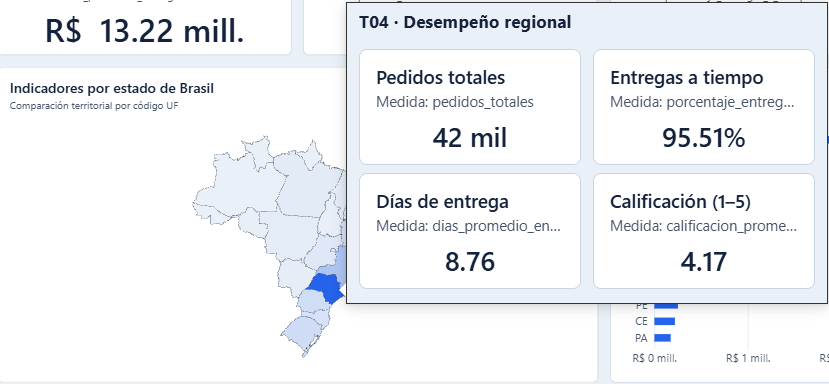 R$ 13.22 mill.
Indicadores por estado de Brasil
Comparación territorial por código UF
T04 · Desempeño regional
Pedidos totales
Medida: pedidos_totales
42 mil
Entregas a tiempo
Medida: porcentaje_entreg...
95.51%
Días de entrega
Medida: dias_promedio_en...
8.76
Calificación (1–5)
Medida: calificacion_prome...
4.17
PE
CE
PA
R$ 0 mill.
R$ 1 mill.